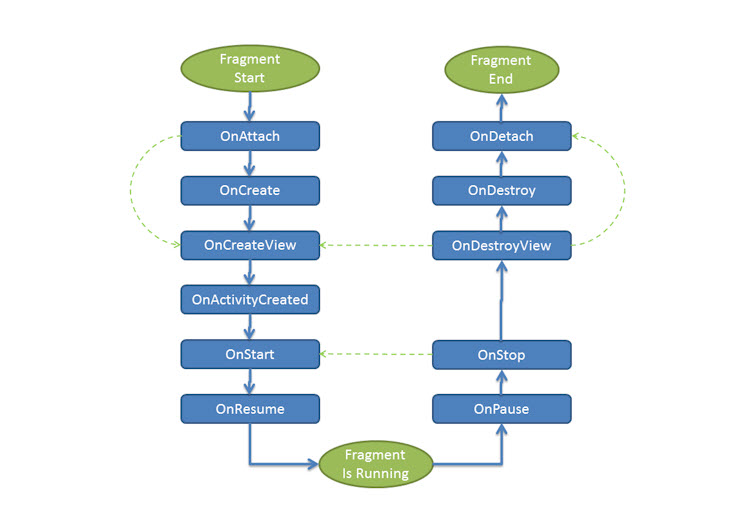 Fragment
Start
OnAttach
OnCreate
OnCreateView
OnActivityCreated
OnStart
OnResume
Fragment
Is Running
OnPause
OnStop
OnDestroyView
OnDestroy
OnDetach
Fragment
End